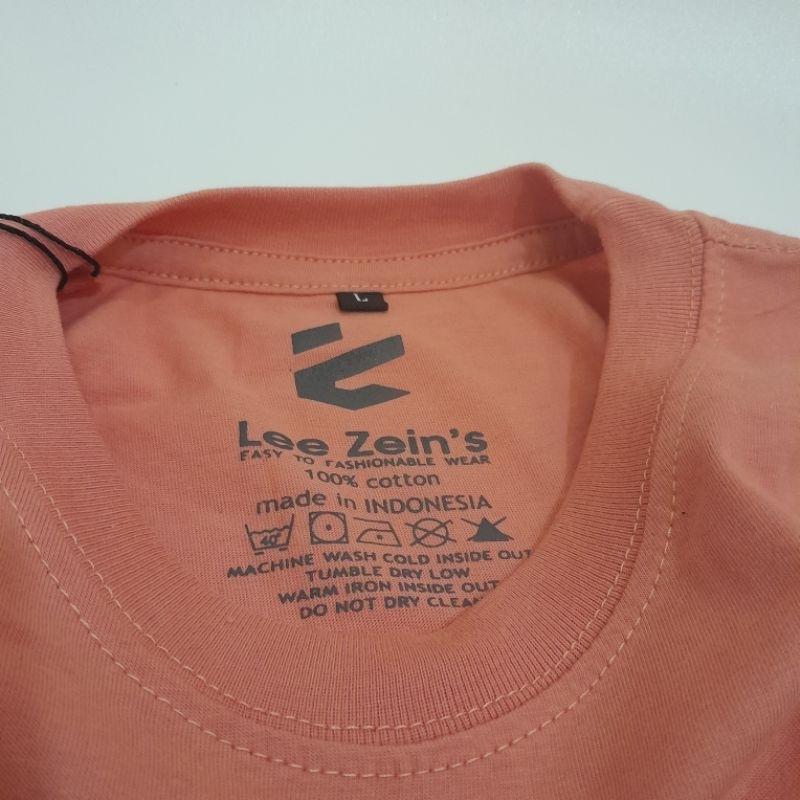 L
Lee Zein's
EASY TO FASHIONABLE WEAR
100% cotton
made in INDONESIA
40°
MACHINE WASH COLD INSIDE OUT
TUMBLE DRY LOW
WARM IRON INSIDE OUT
DO NOT DRY CLEAN